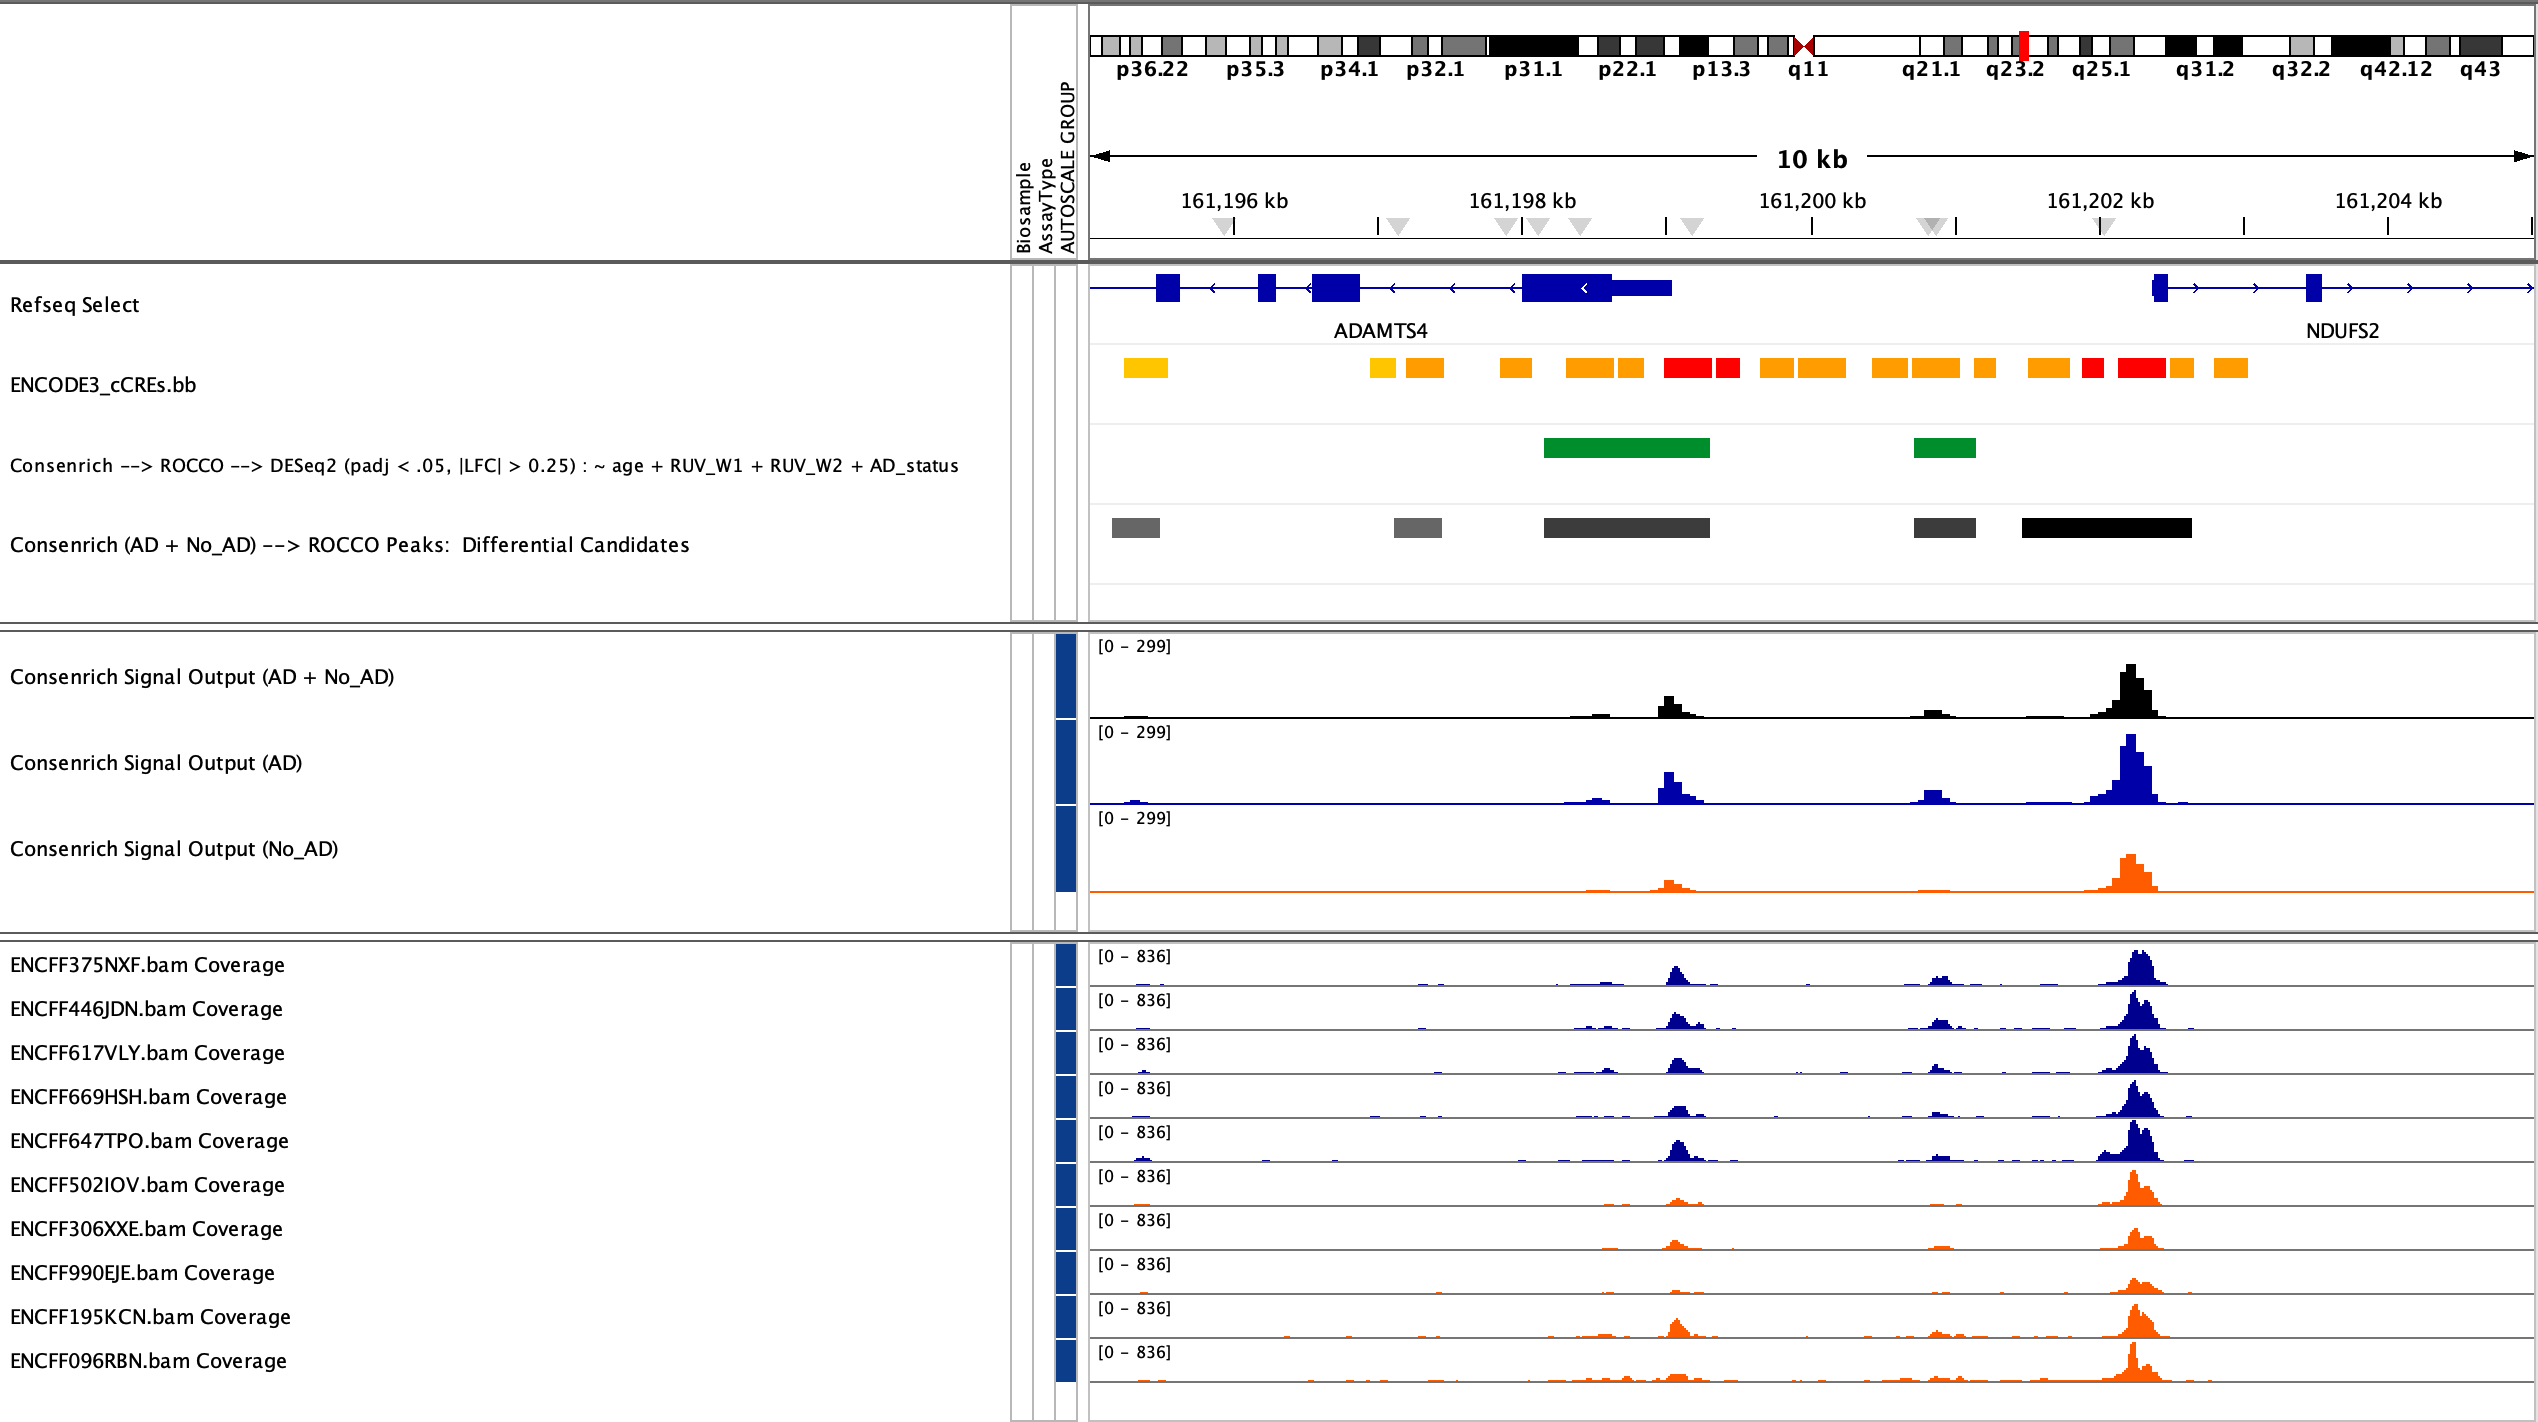 p36.22 p35.3 p34.1 p32.1 p31.1 p22.1 p13.3 q11 q21.1 q23.2 q25.1 q31.2 q32.2 q42.12 q43
Biosample
AssayType
AUTOSCALE GROUP
10 kb
161,196 kb 161,198 kb 161,200 kb 161,202 kb 161,204 kb
Refseq Select
ADAMTS4 NDUFS2
ENCODE3_cCREs.bb
Consenrich --> ROCCO --> DESeq2 (padj < .05, |LFC| > 0.25) : ~ age + RUV_W1 + RUV_W2 + AD_status
Consenrich (AD + No_AD) --> ROCCO Peaks: Differential Candidates
[0 - 299]
Consenrich Signal Output (AD + No_AD)
[0 - 299]
Consenrich Signal Output (AD)
[0 - 299]
Consenrich Signal Output (No_AD)
ENCFF375NXF.bam Coverage [0 - 836]
ENCFF446JDN.bam Coverage [0 - 836]
ENCFF617VLY.bam Coverage [0 - 836]
ENCFF669HSH.bam Coverage [0 - 836]
ENCFF647TPO.bam Coverage [0 - 836]
ENCFF502IOV.bam Coverage [0 - 836]
ENCFF306XXE.bam Coverage [0 - 836]
ENCFF990EJE.bam Coverage [0 - 836]
ENCFF195KCN.bam Coverage [0 - 836]
ENCFF096RBN.bam Coverage [0 - 836]